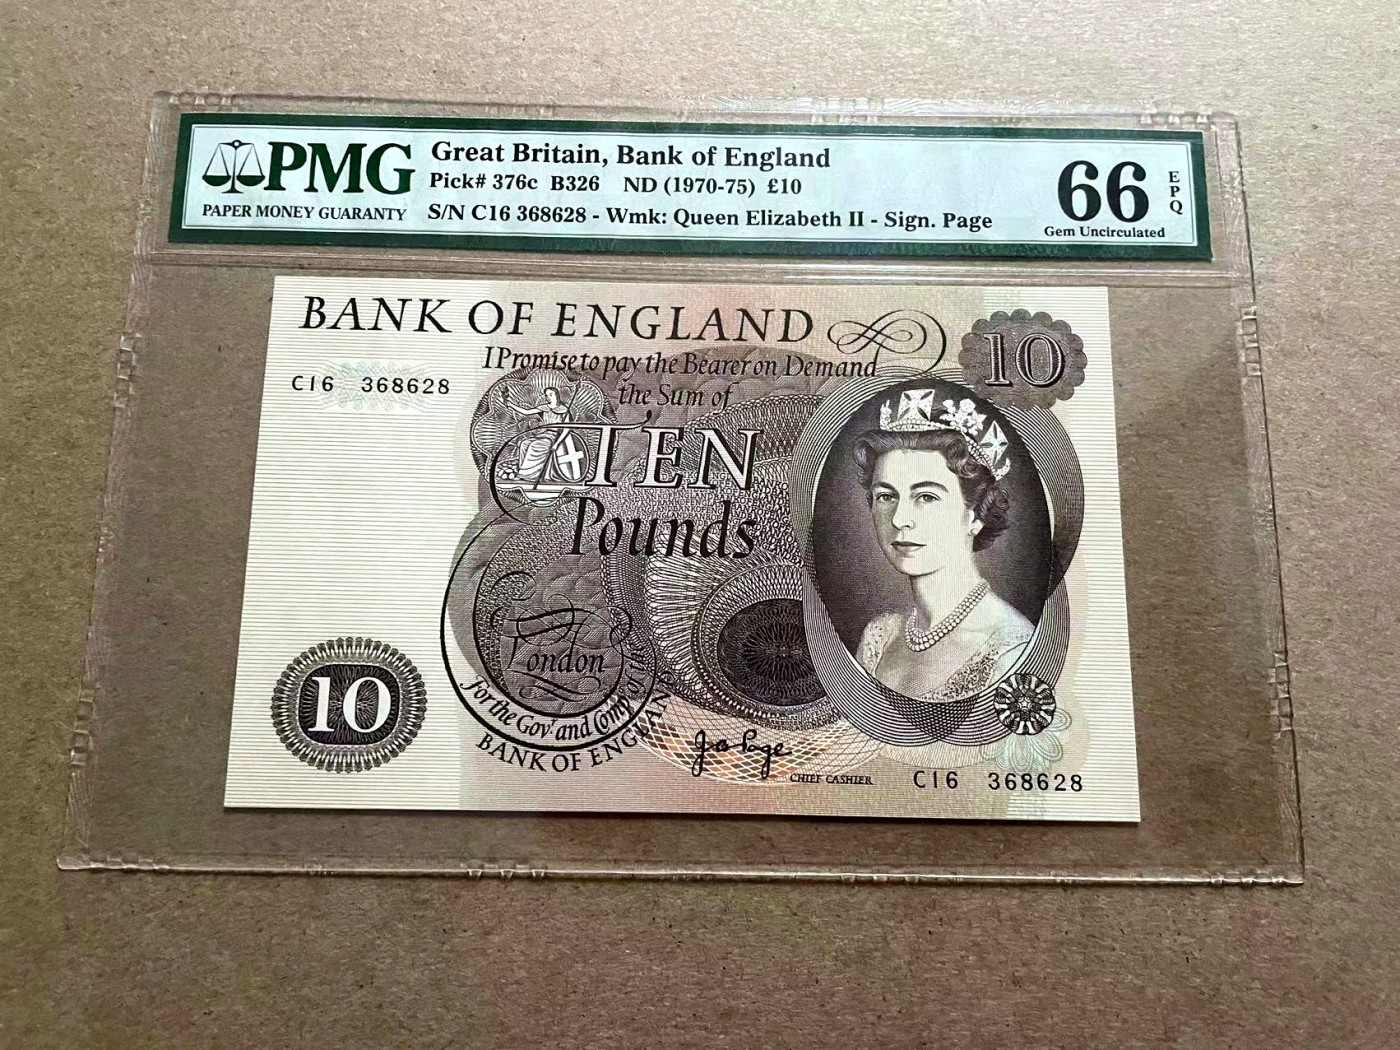 PMG
PAPER MONEY GUARANTY
Great Britain, Bank of England
Pick# 376c B326 ND (1970-75) £10
S/N C16 368628 - Wmk: Queen Elizabeth II - Sign. Page
66
EPQ
Gem Uncirculated
BANK OF ENGLAND
10
I Promise to pay the Bearer on Demand
the Sum of
C16 368628
TEN
Pounds
London
For the Govr. and Compa. of the
BANK OF ENGLAND
10
J B Page
CHIEF CASHIER
C16 368628